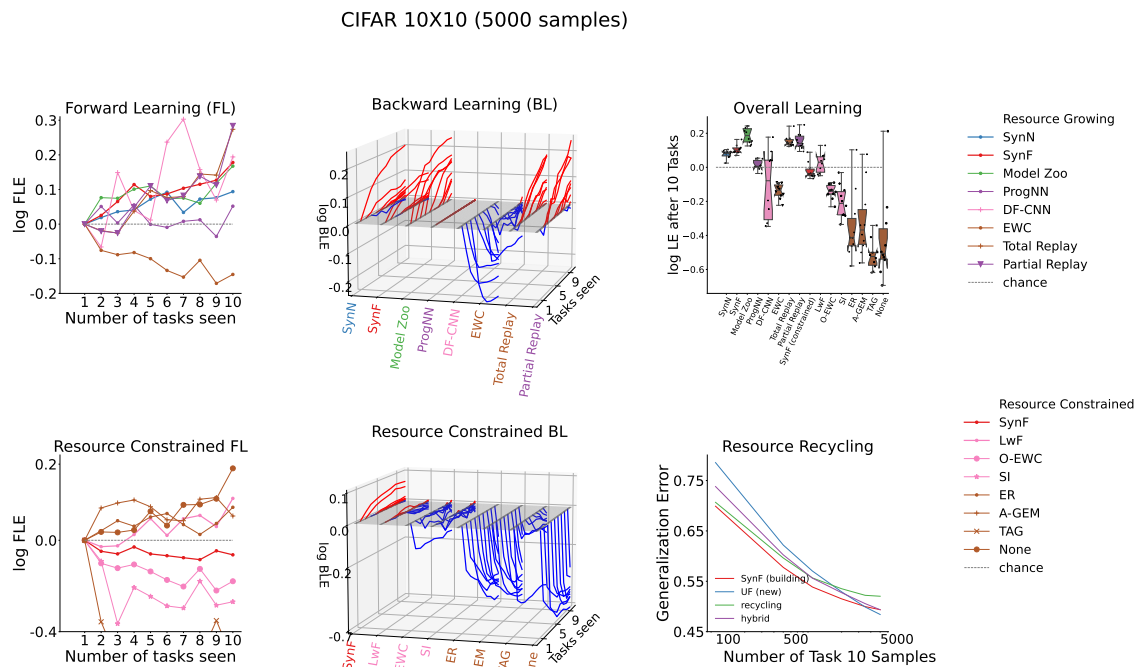 CIFAR 10X10 (5000 samples)
Forward Learning (FL)
0.3
0.2
0.1
0.0
-0.1
-0.2
log FLE
1 2 3 4 5 6 7 8 9 10
Number of tasks seen
Backward Learning (BL)
0.2
0.1
0.0
-0.1
-0.2
log BLE
SynN
SynF
Model Zoo
ProgNN
DF-CNN
EWC
Total Replay
Partial Replay
1
5
9
Tasks seen
Overall Learning
0.2
0.0
−0.2
−0.4
−0.6
log LE after 10 Tasks
SynN
SynF
Model Zoo
ProgNN
DF-CNN
EWC
Total Replay
Partial Replay
SynF (constrained)
LwF
O-EWC
SI
ER
A-GEM
TAG
None
Resource Growing
SynN
SynF
Model Zoo
ProgNN
DF-CNN
EWC
Total Replay
Partial Replay
chance
Resource Constrained FL
0.2
0.0
-0.4
log FLE
1 2 3 4 5 6 7 8 9 10
Number of tasks seen
Resource Constrained BL
0.1
0.0
-0.2
log BLE
SynF
LwF
EWC
SI
ER
EM
AG
ne
1
5
9
Tasks seen
Resource Recycling
0.75
0.65
0.55
0.45
Generalization Error
SynF (building)
UF (new)
recycling
hybrid
100 500 5000
Number of Task 10 Samples
Resource Constrained
SynF
LwF
O-EWC
SI
ER
A-GEM
TAG
None
chance